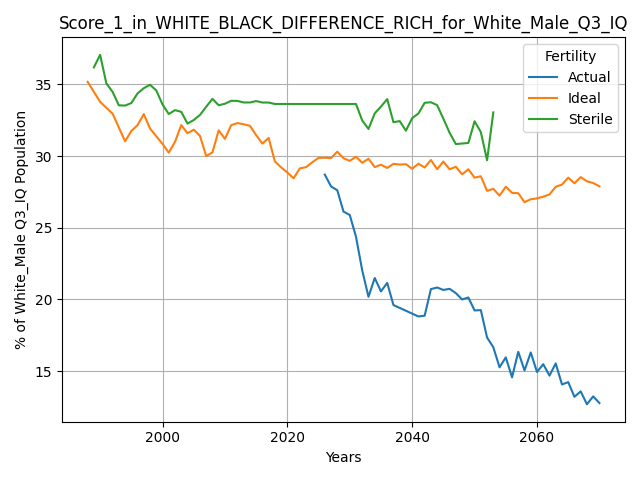 Score_1_in_WHITE_BLACK_DIFFERENCE_RICH_for_White_Male_Q3_IQ
Fertility
Actual
Ideal
Sterile
% of White_Male Q3_IQ Population
35
30
25
20
15
2000
2020
2040
2060
Years